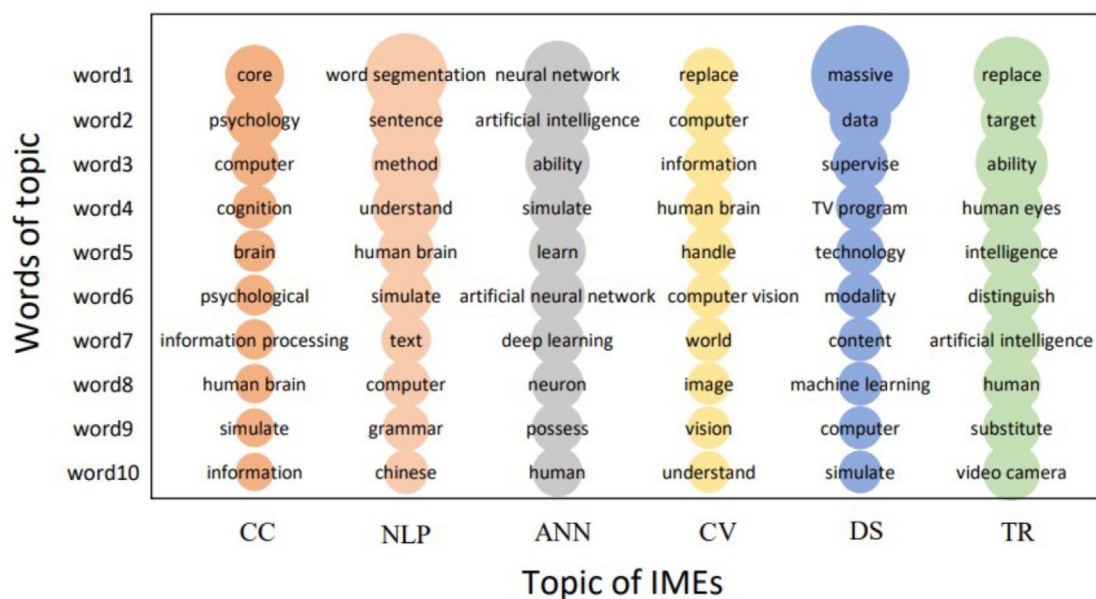 word1 core word segmentation neural network replace massive replace
word2 psychology sentence artificial intelligence computer data target
word3 computer method ability information supervise ability
word4 cognition understand simulate human brain TV program human eyes
word5 brain human brain learn handle technology intelligence
word6 psychological simulate artificial neural network computer vision modality distinguish
word7 information processing text deep learning world content artificial intelligence
word8 human brain computer neuron image machine learning human
word9 simulate grammar possess vision computer substitute
word10 information chinese human understand simulate video camera
Words of topic
CC NLP ANN CV DS TR
Topic of IMEs